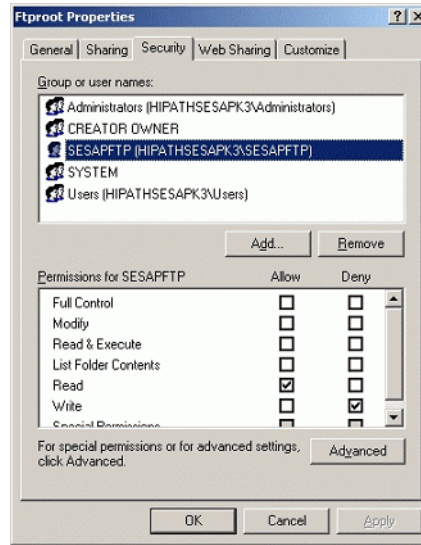 Ftproot Properties
General Sharing Security Web Sharing Customize
Group or user names:
Administrators (HIPATHSESAPK3\Administrators)
CREATOR OWNER
SESAPFTP (HIPATHSESAPK3\SESAPFTP)
SYSTEM
Users (HIPATHSESAPK3\Users)
Add... Remove
Permissions for SESAPFTP Allow Deny
Full Control
Modify
Read & Execute
List Folder Contents
Read
Write
Special Permissions
For special permissions or for advanced settings,
click Advanced.
Advanced
OK Cancel Apply